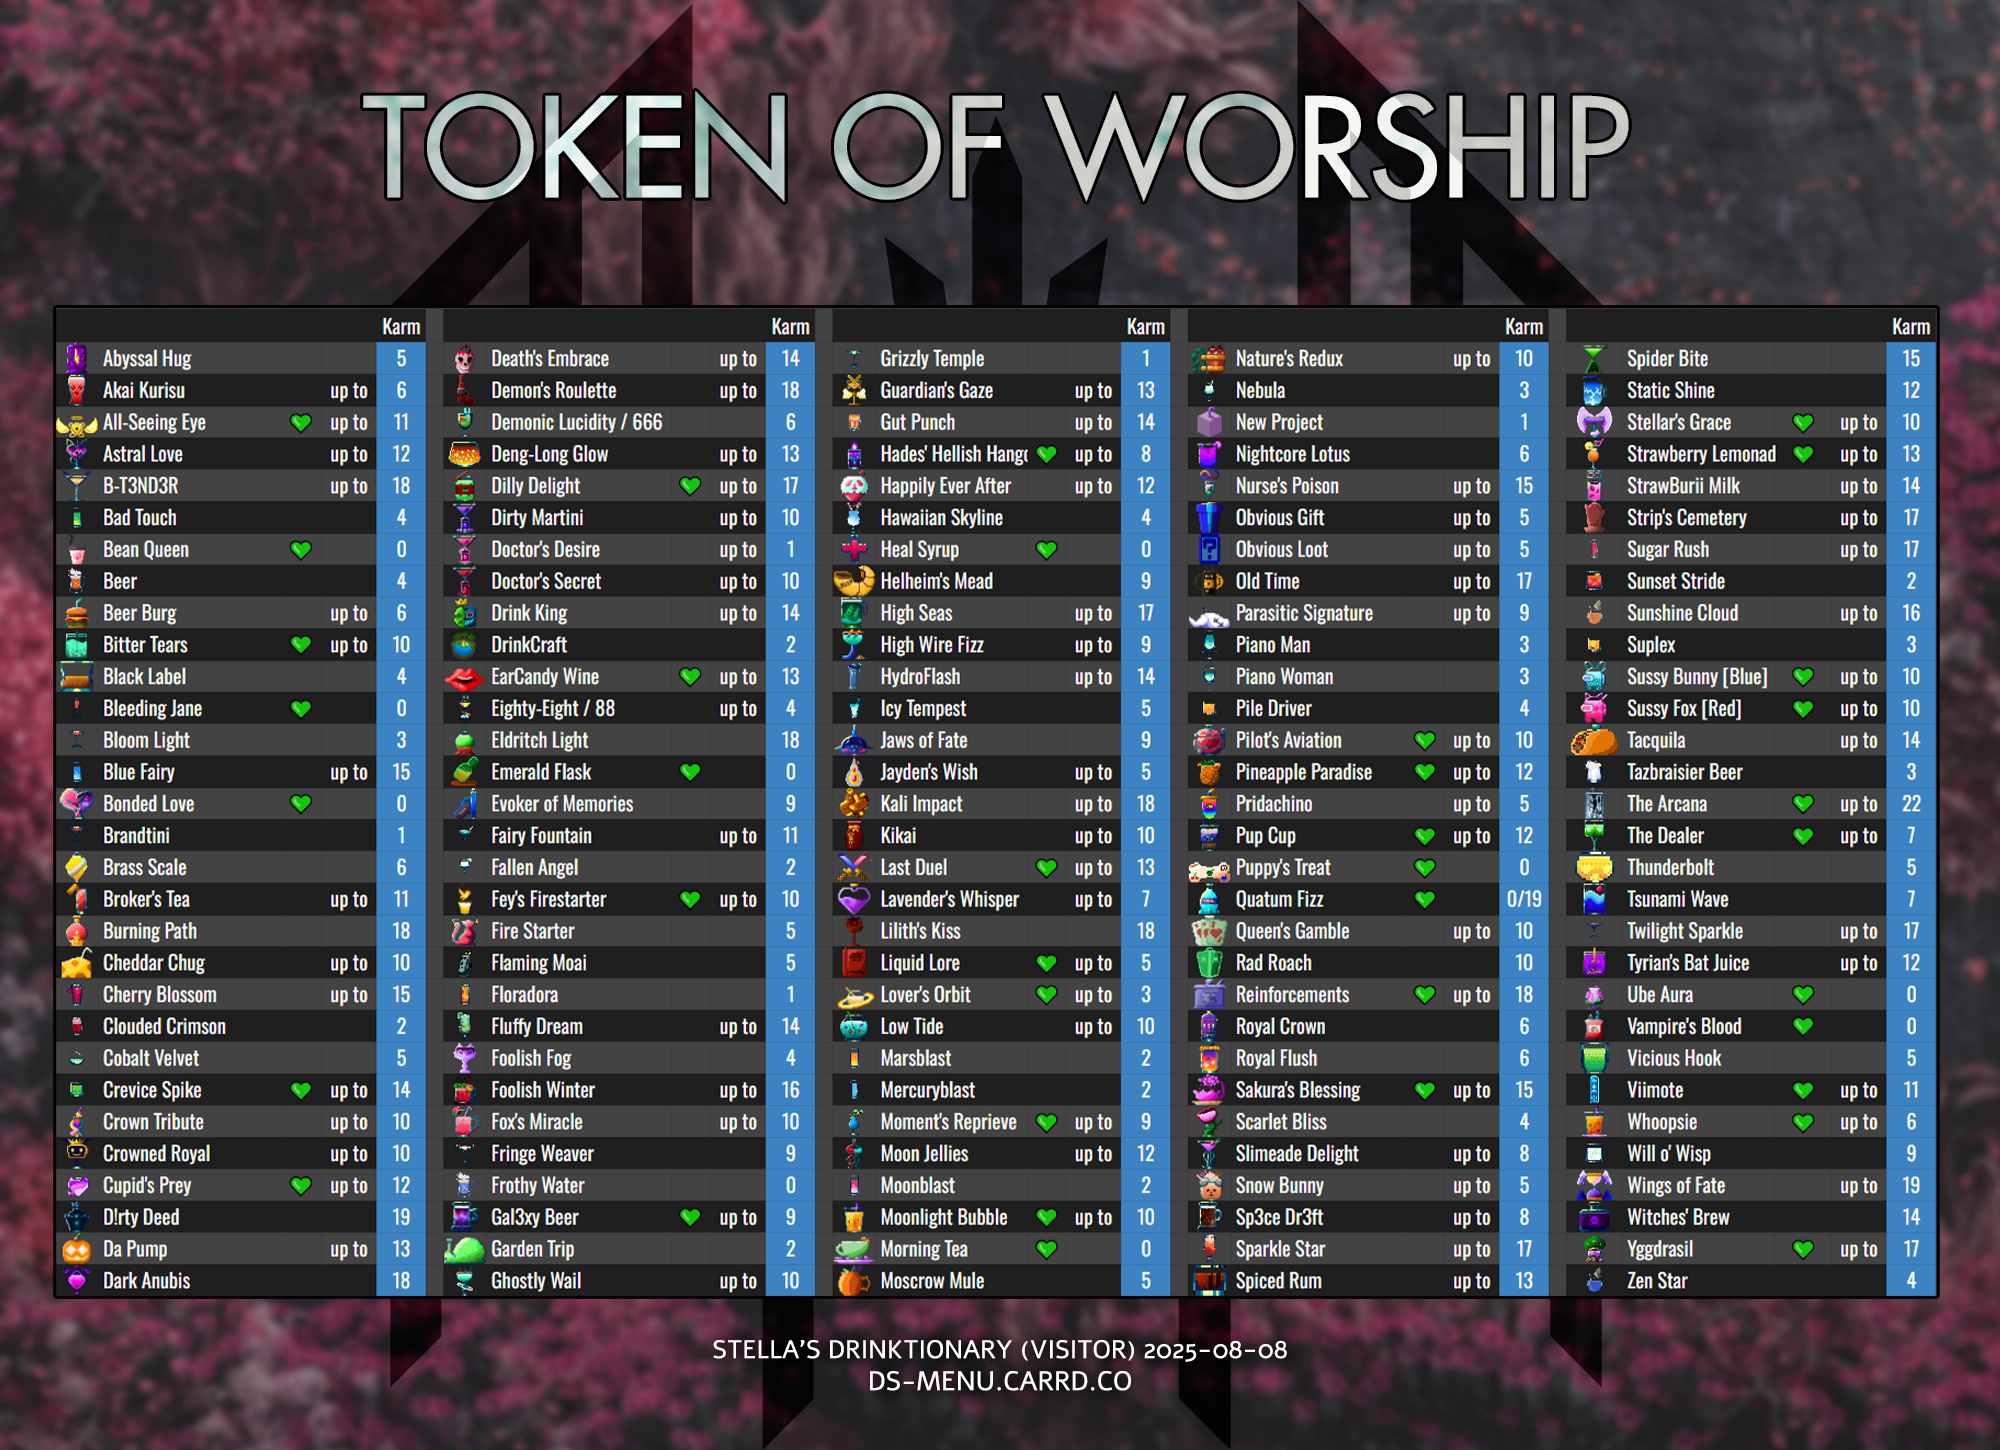 TOKEN OF WORSHIP
Karm
Abyssal Hug 5
Akai Kurisu up to 6
All-Seeing Eye up to 11
Astral Love up to 12
B-T3ND3R up to 18
Bad Touch 4
Bean Queen 0
Beer 4
Beer Burg up to 6
Bitter Tears up to 10
Black Label 4
Bleeding Jane 0
Bloom Light 3
Blue Fairy up to 15
Bonded Love 0
Brandtini 1
Brass Scale 6
Broker's Tea up to 11
Burning Path 18
Cheddar Chug up to 10
Cherry Blossom up to 15
Clouded Crimson 2
Cobalt Velvet 5
Crevice Spike up to 14
Crown Tribute up to 10
Crowned Royal up to 10
Cupid's Prey up to 12
D!rty Deed 19
Da Pump up to 13
Dark Anubis 18
Karm
Death's Embrace up to 14
Demon's Roulette up to 18
Demonic Lucidity / 666 6
Deng-Long Glow up to 13
Dilly Delight up to 17
Dirty Martini up to 10
Doctor's Desire up to 1
Doctor's Secret up to 10
Drink King up to 14
DrinkCraft 2
EarCandy Wine up to 13
Eighty-Eight / 88 up to 4
Eldritch Light 18
Emerald Flask 0
Evoker of Memories 9
Fairy Fountain up to 11
Fallen Angel 2
Fey's Firestarter up to 10
Fire Starter 5
Flaming Moai 5
Floradora 1
Fluffy Dream up to 14
Foolish Fog 4
Foolish Winter up to 16
Fox's Miracle up to 10
Fringe Weaver 9
Frothy Water 0
Gal3xy Beer up to 9
Garden Trip 2
Ghostly Wail up to 10
Karm
Grizzly Temple 1
Guardian's Gaze up to 13
Gut Punch up to 14
Hades' Hellish Hang up to 8
Happily Ever After up to 12
Hawaiian Skyline 4
Heal Syrup 0
Helheim's Mead 9
High Seas up to 17
High Wire Fizz up to 9
HydroFlash up to 14
Icy Tempest 5
Jaws of Fate 9
Jayden's Wish up to 5
Kali Impact up to 18
Kikai up to 10
Last Duel up to 13
Lavender's Whisper up to 7
Lilith's Kiss 18
Liquid Lore up to 5
Lover's Orbit up to 3
Low Tide up to 10
Marsblast 2
Mercuryblast 2
Moment's Reprieve up to 9
Moon Jellies up to 12
Moonblast 2
Moonlight Bubble up to 10
Morning Tea 0
Moscrow Mule 5
Karm
Nature's Redux up to 10
Nebula 3
New Project 1
Nightcore Lotus 6
Nurse's Poison up to 15
Obvious Gift up to 5
Obvious Loot up to 5
Old Time up to 17
Parasitic Signature up to 9
Piano Man 3
Piano Woman 3
Pile Driver 4
Pilot's Aviation up to 10
Pineapple Paradise up to 12
Pridachino up to 5
Pup Cup up to 12
Puppy's Treat 0
Quatum Fizz 0/19
Queen's Gamble up to 10
Rad Roach 10
Reinforcements up to 18
Royal Crown 6
Royal Flush 6
Sakura's Blessing up to 15
Scarlet Bliss 4
Slimeade Delight up to 8
Snow Bunny up to 5
Sp3ce Dr3ft up to 8
Sparkle Star up to 17
Spiced Rum up to 13
Karm
Spider Bite 15
Static Shine 12
Stellar's Grace up to 10
Strawberry Lemonad up to 13
StrawBurii Milk up to 14
Strip's Cemetery up to 17
Sugar Rush up to 17
Sunset Stride 2
Sunshine Cloud up to 16
Suplex 3
Sussy Bunny [Blue] up to 10
Sussy Fox [Red] up to 10
Tacquila up to 14
Tazbraisier Beer 3
The Arcana up to 22
The Dealer up to 7
Thunderbolt 5
Tsunami Wave 7
Twilight Sparkle up to 17
Tyrian's Bat Juice up to 12
Ube Aura 0
Vampire's Blood 0
Vicious Hook 5
Viimote up to 11
Whoopsie up to 6
Will o' Wisp 9
Wings of Fate up to 19
Witches' Brew 14
Yggdrasil up to 17
Zen Star 4
STELLA'S DRINKTIONARY (VISITOR) 2025-08-08
DS-MENU.CARRD.CO